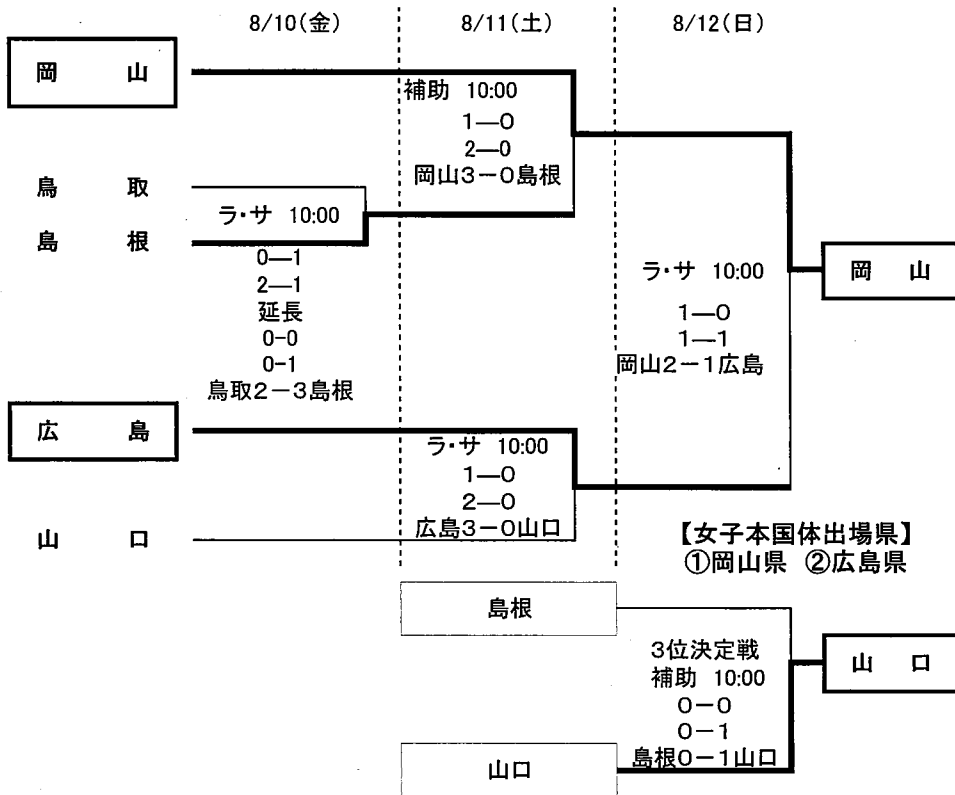 8/10(金) 8/11(土) 8/12(日)
岡 山
補助 10:00
1―0
2―0
岡山3－0島根
鳥 取
ラ・サ 10:00
島 根
0―1
2―1
延長
0-0
0-1
鳥取2－3島根
ラ・サ 10:00
1―0
1―1
岡山2－1広島
岡 山
広 島
ラ・サ 10:00
1―0
2―0
広島3－0山口
山 口
【女子本国体出場県】
①岡山県 ②広島県
島根
3位決定戦
補助 10:00
0－0
0－1
島根0－1山口
山 口
山口